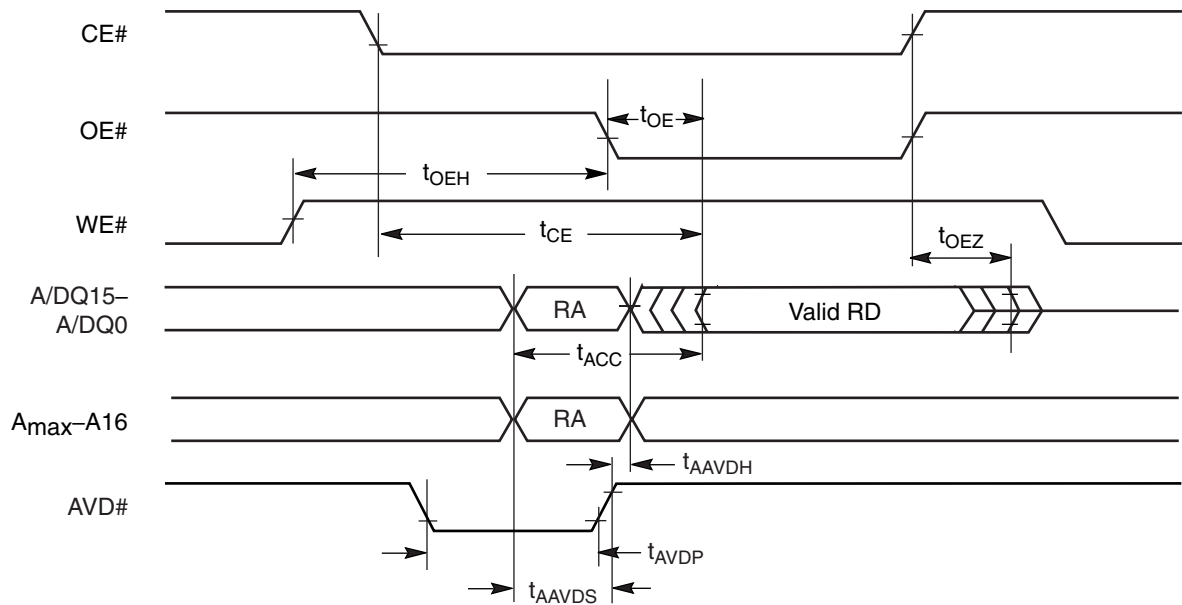 CE#
tOE
OE#
tOEH
WE#
tCE
tOEZ
A/DQ15–
A/DQ0
RA
Valid RD
tACC
Amax–A16
RA
tAAVDH
AVD#
tAVDP
tAAVDS